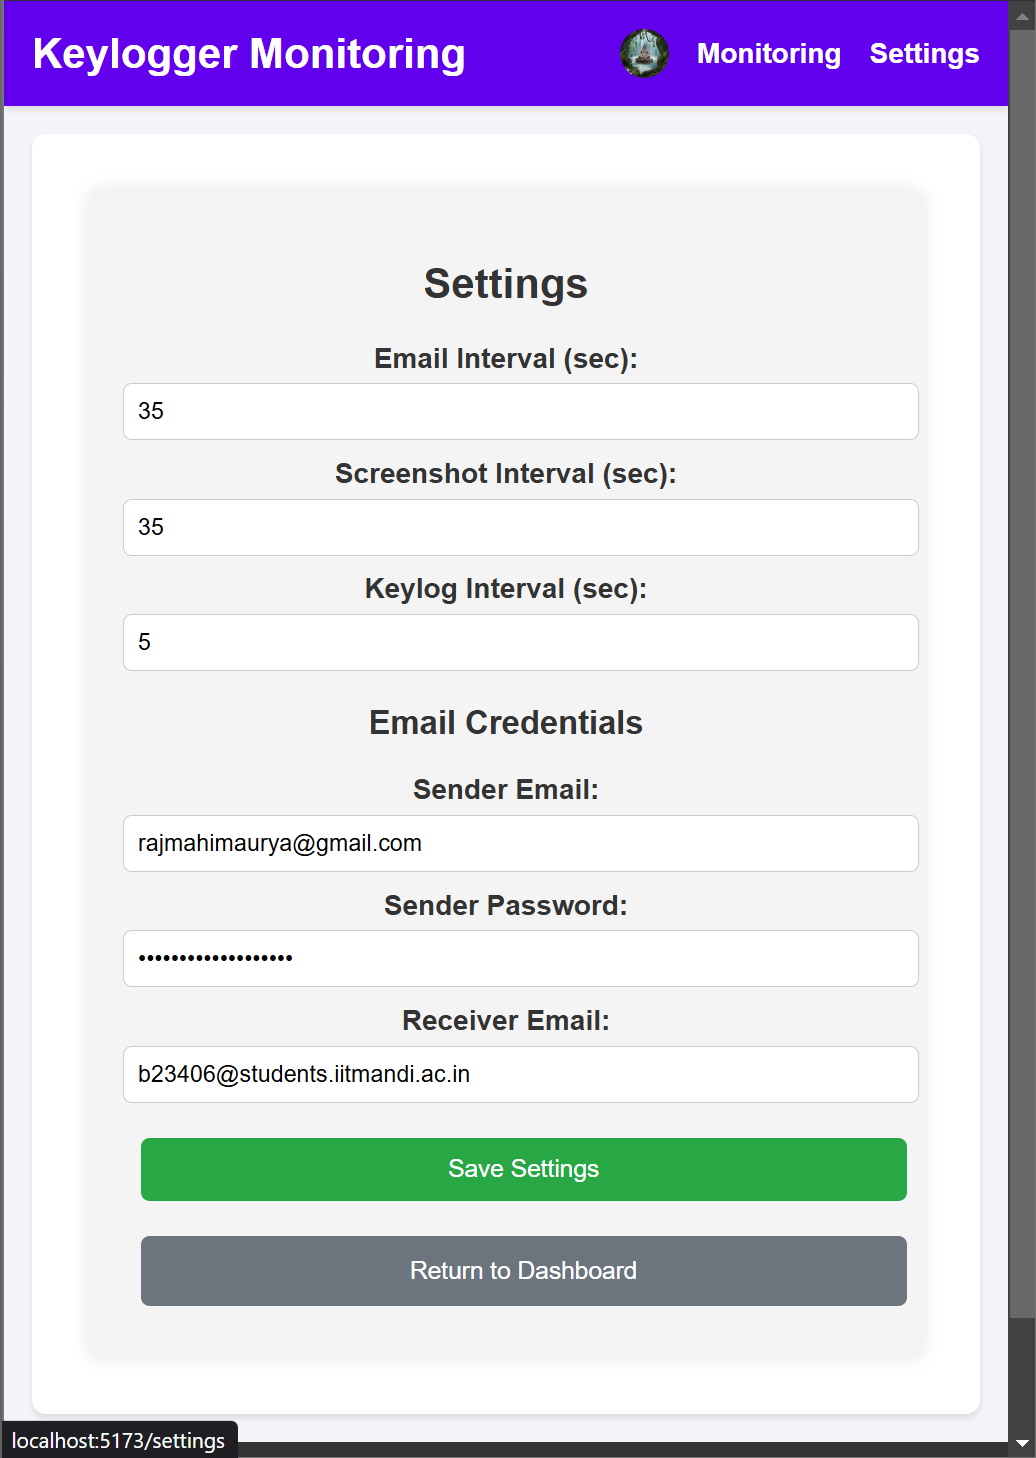 Keylogger Monitoring
Monitoring
Settings
Settings
Email Interval (sec):
35
Screenshot Interval (sec):
35
Keylog Interval (sec):
5
Email Credentials
Sender Email:
rajmahimaurya@gmail.com
Sender Password:
•••••••••••••••••••
Receiver Email:
b23406@students.iitmandi.ac.in
Save Settings
Return to Dashboard
localhost:5173/settings